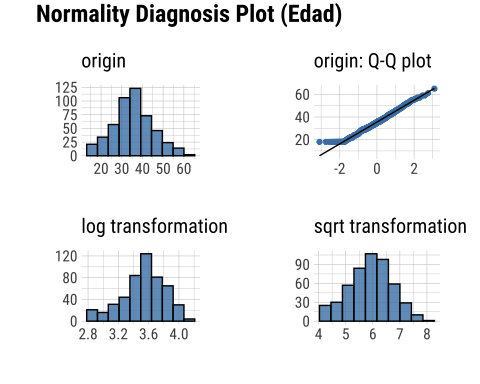 Normality Diagnosis Plot (Edad)
origin
125
100
75
50
25
0
20 30 40 50 60
origin: Q-Q plot
60
40
20
-2 0 2
log transformation
120
80
40
0
2.8 3.2 3.6 4.0
sqrt transformation
90
60
30
0
4 5 6 7 8